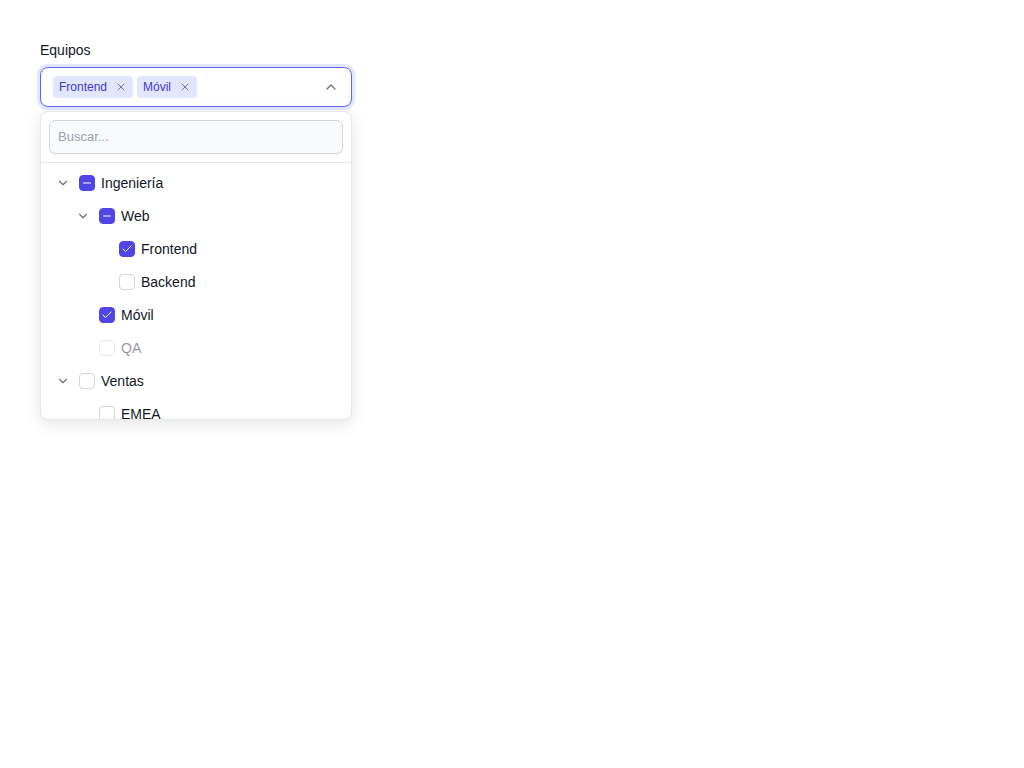 Equipos
Frontend Móvil
Buscar...
Ingeniería
Web
Frontend
Backend
Móvil
QA
Ventas
EMEA